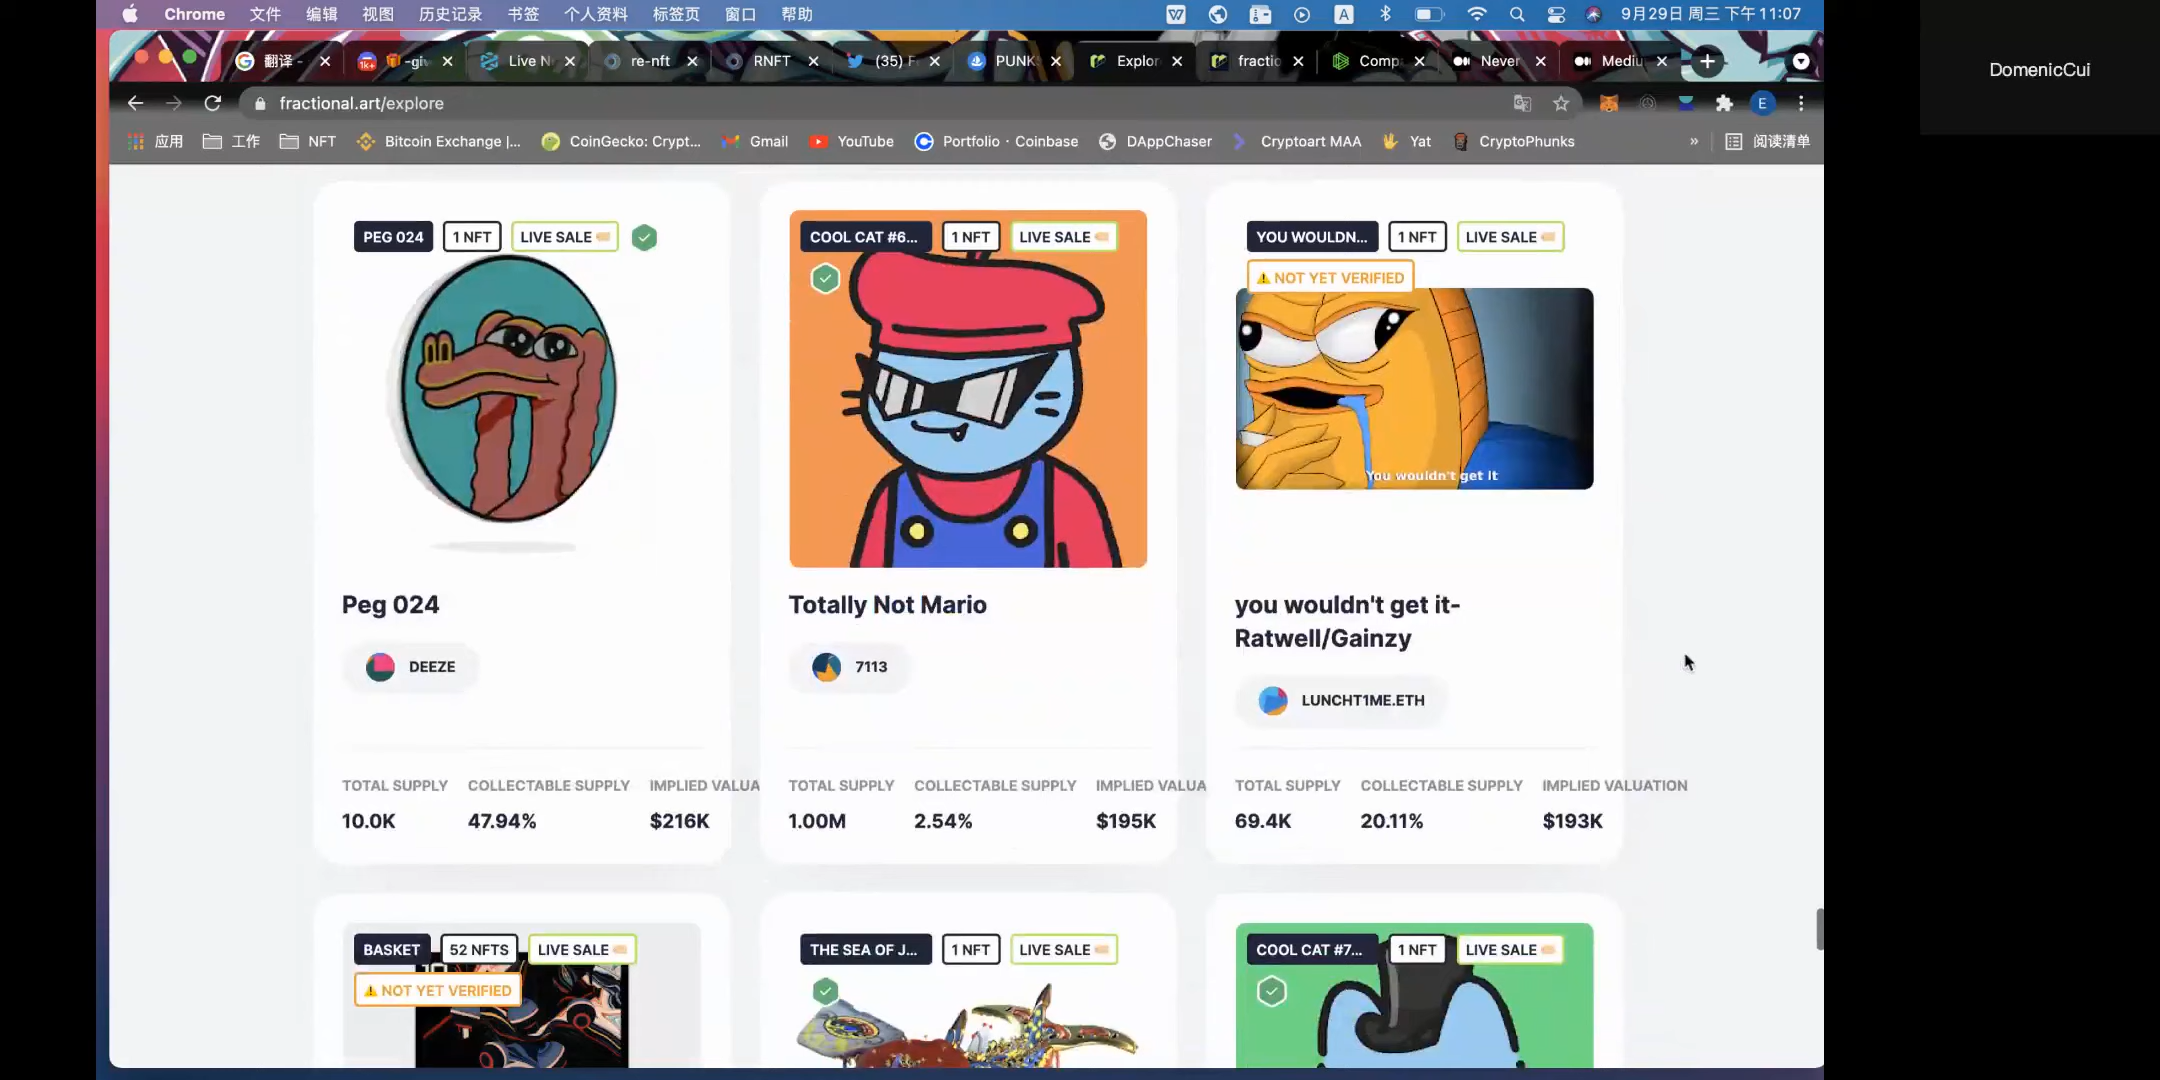 Chrome 文件 编辑 视图 历史记录 书签 个人资料 标签页 窗口 帮助 9月29日 周三 下午11:07
DomenicCui
翻译 - 1k+ -giv Live N re-nft RNFT (35) F PUNK Explor fractio Comp Never Mediu
fractional.art/explore E
应用 工作 NFT Bitcoin Exchange |... CoinGecko: Crypt... Gmail YouTube Portfolio · Coinbase DAppChaser Cryptoart MAA Yat CryptoPhunks » 阅读清单
PEG 024 1 NFT LIVE SALE
COOL CAT #6... 1 NFT LIVE SALE
YOU WOULDN... 1 NFT LIVE SALE
NOT YET VERIFIED
You wouldn't get it
Peg 024
Totally Not Mario
you wouldn't get it-
Ratwell/Gainzy
DEEZE
7113
LUNCHT1ME.ETH
TOTAL SUPPLY COLLECTABLE SUPPLY IMPLIED VALUA
10.0K 47.94% $216K
TOTAL SUPPLY COLLECTABLE SUPPLY IMPLIED VALUA
1.00M 2.54% $195K
TOTAL SUPPLY COLLECTABLE SUPPLY IMPLIED VALUATION
69.4K 20.11% $193K
BASKET 52 NFTS LIVE SALE
NOT YET VERIFIED
THE SEA OF J... 1 NFT LIVE SALE
COOL CAT #7... 1 NFT LIVE SALE